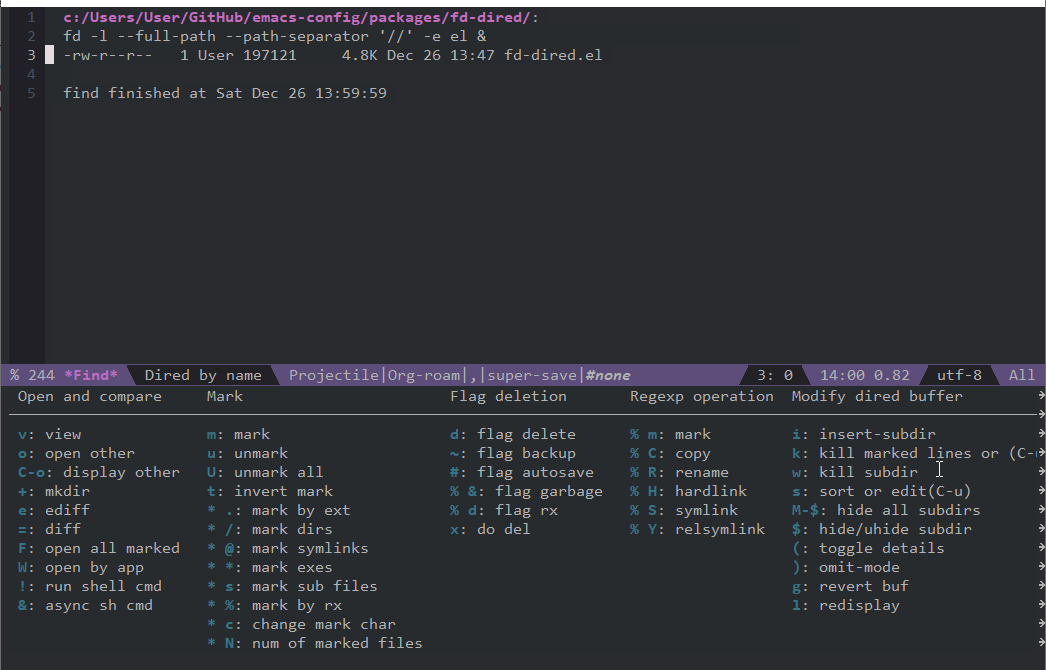 1 c:/Users/User/GitHub/emacs-config/packages/fd-dired/:
2 fd -l --full-path --path-separator '//' -e el &
3 -rw-r--r-- 1 User 197121 4.8K Dec 26 13:47 fd-dired.el
4
5 find finished at Sat Dec 26 13:59:59
% 244 *Find* Dired by name Projectile|Org-roam|,|super-save|#none 3: 0 14:00 0.82 utf-8 All
Open and compare Mark Flag deletion Regexp operation Modify dired buffer
v: view m: mark d: flag delete % m: mark i: insert-subdir
o: open other u: unmark ~: flag backup % C: copy k: kill marked lines or (C-
C-o: display other U: unmark all #: flag autosave % R: rename w: kill subdir
+: mkdir t: invert mark % &: flag garbage % H: hardlink s: sort or edit(C-u)
e: ediff * .: mark by ext % d: flag rx % S: symlink M-$: hide all subdirs
=: diff * /: mark dirs x: do del % Y: relsymlink $: hide/uhide subdir
F: open all marked * @: mark symlinks (: toggle details
W: open by app * *: mark exes ): omit-mode
!: run shell cmd * s: mark sub files g: revert buf
&: async sh cmd * %: mark by rx l: redisplay
* c: change mark char
* N: num of marked files